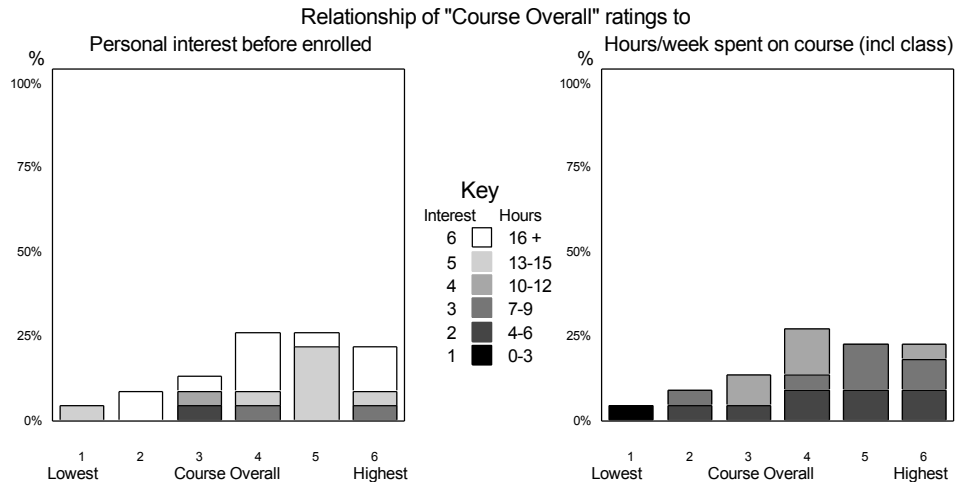 Relationship of "Course Overall" ratings to
Personal interest before enrolled
%
100%
75%
50%
25%
0%
1 2 3 4 5 6
Lowest Course Overall Highest
Key
Interest Hours
6 16 +
5 13-15
4 10-12
3 7-9
2 4-6
1 0-3
Hours/week spent on course (incl class)
%
100%
75%
50%
25%
0%
1 2 3 4 5 6
Lowest Course Overall Highest